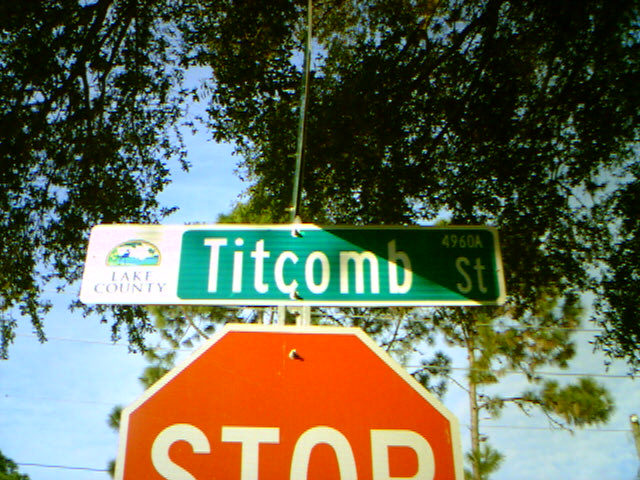 LAKE
COUNTY
Titcomb St
4960A
STOP